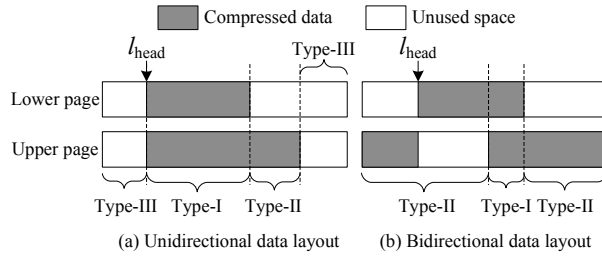 Compressed data Unused space
l_head Type-III l_head
Lower page
Upper page
Type-III Type-I Type-II Type-II Type-I Type-II
(a) Unidirectional data layout (b) Bidirectional data layout